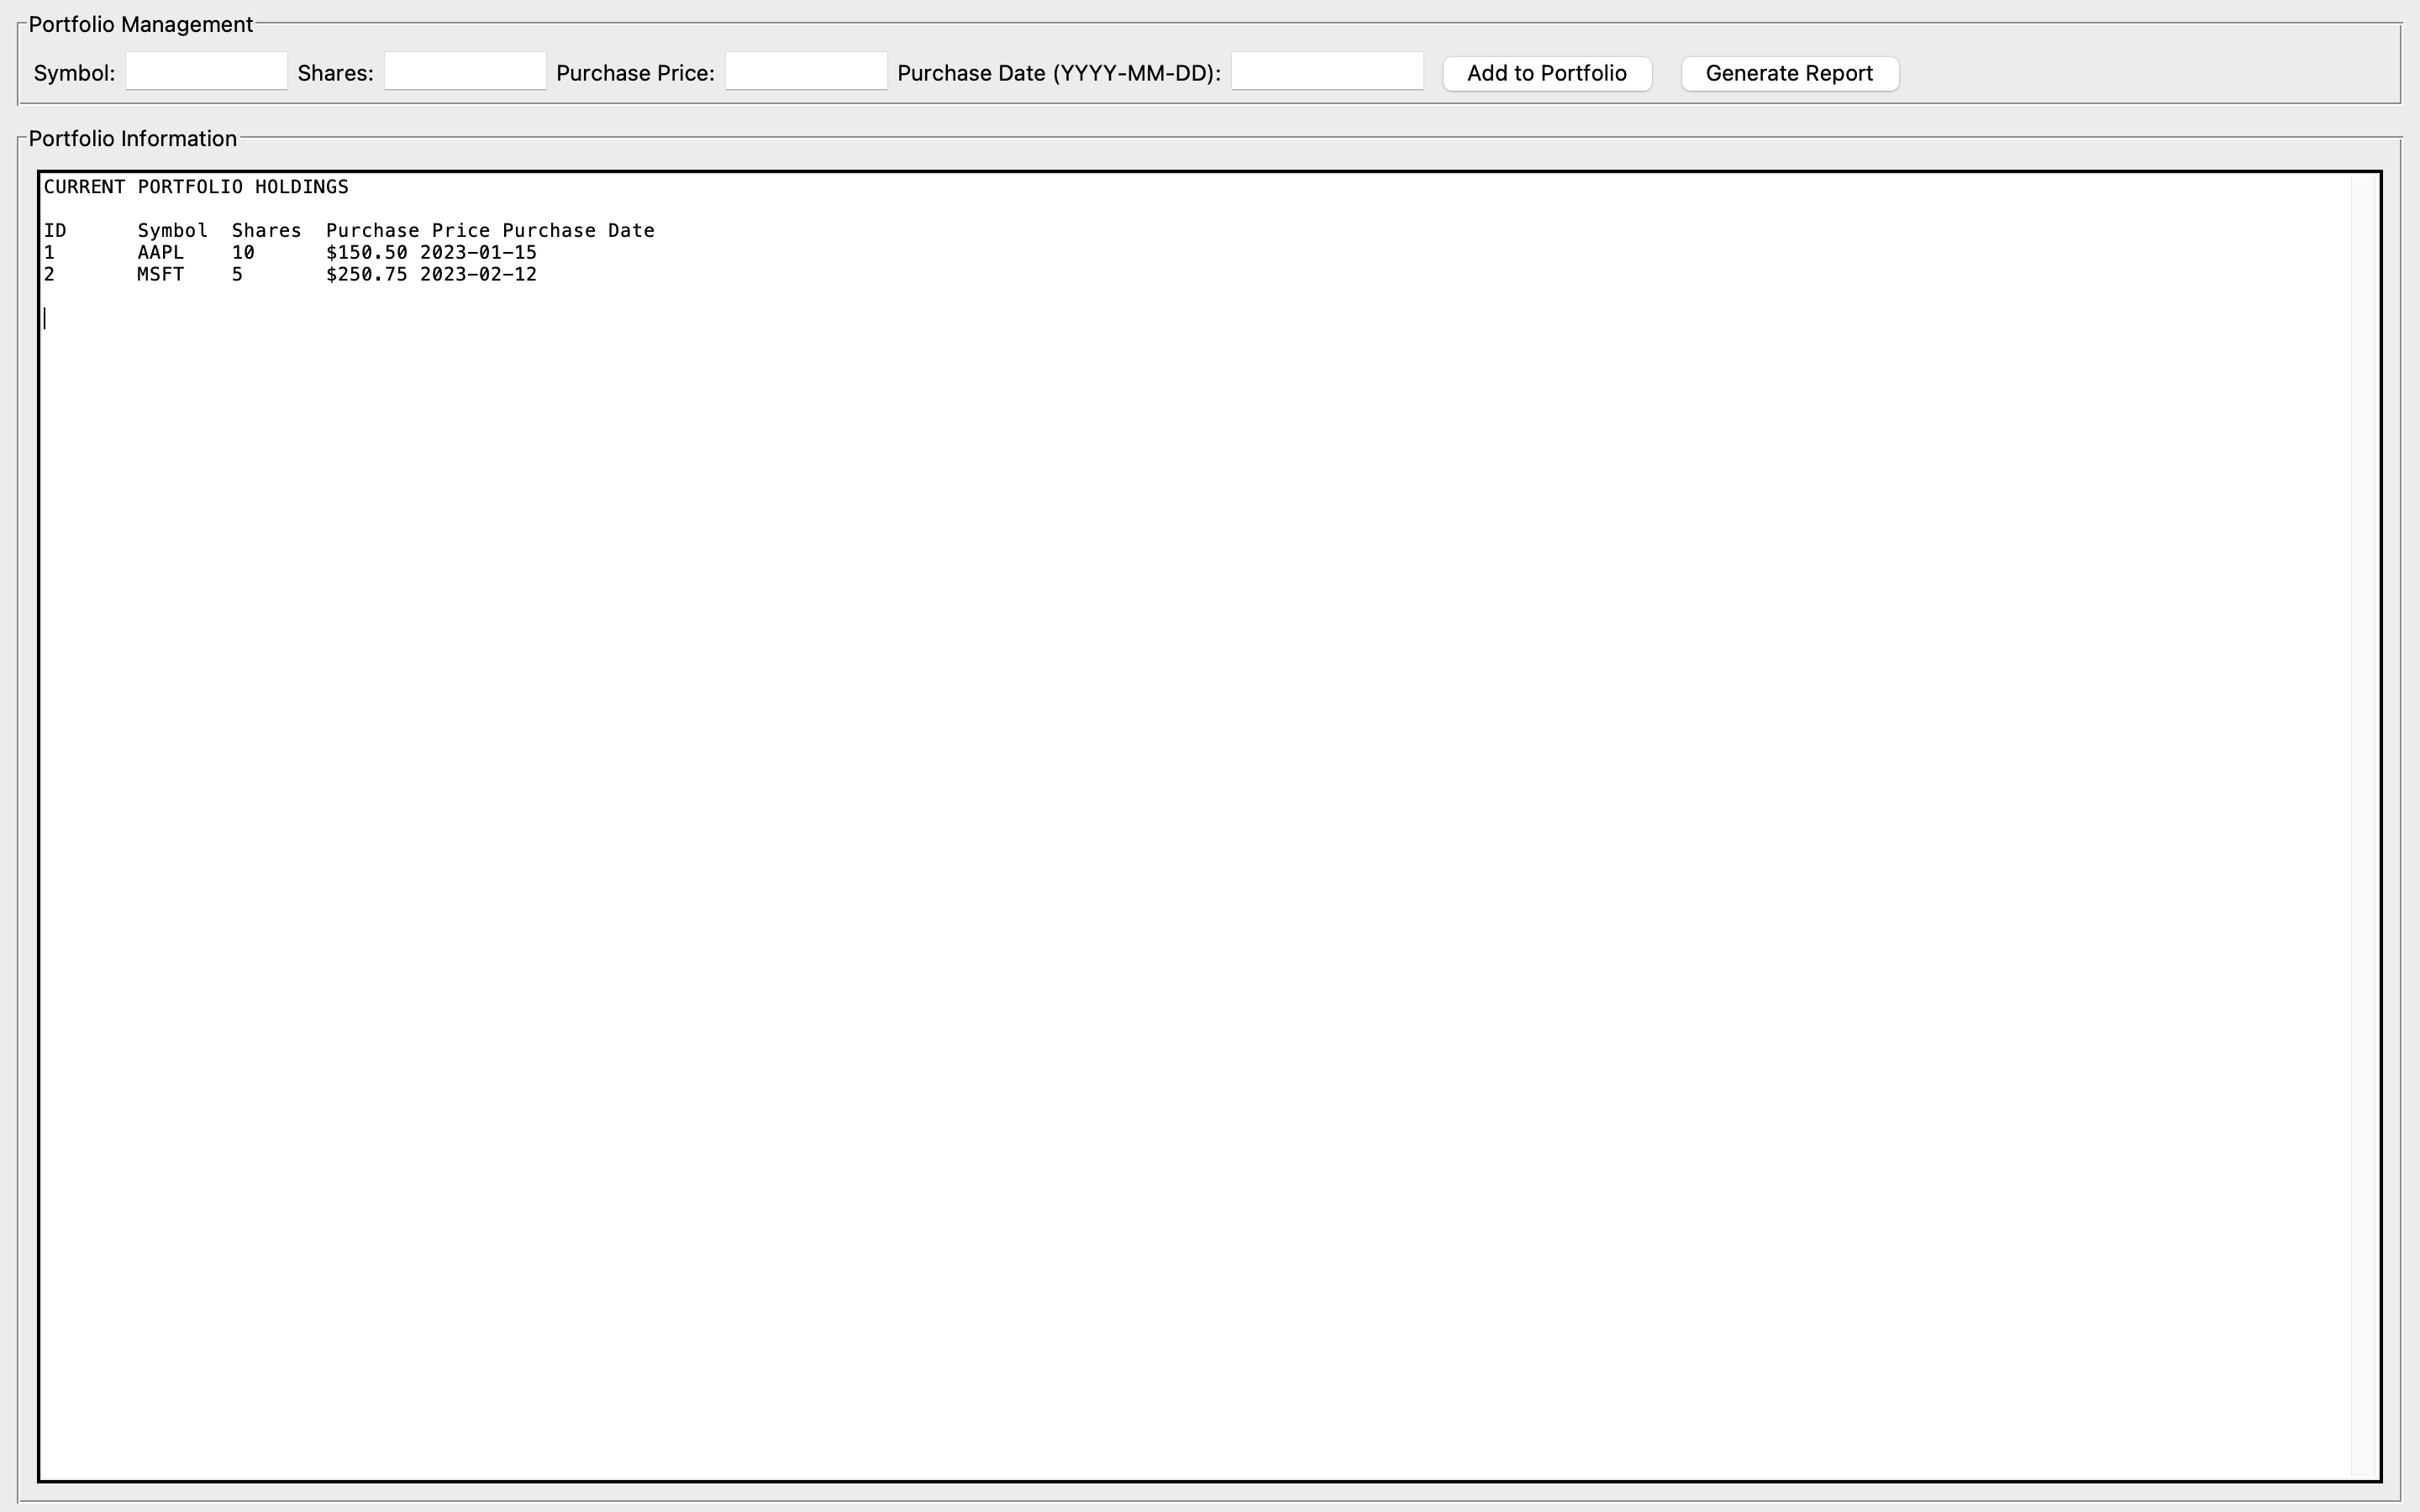 Portfolio Management
Symbol: Shares: Purchase Price: Purchase Date (YYYY-MM-DD): Add to Portfolio Generate Report
Portfolio Information
CURRENT PORTFOLIO HOLDINGS
ID Symbol Shares Purchase Price Purchase Date
1 AAPL 10 $150.50 2023-01-15
2 MSFT 5 $250.75 2023-02-12